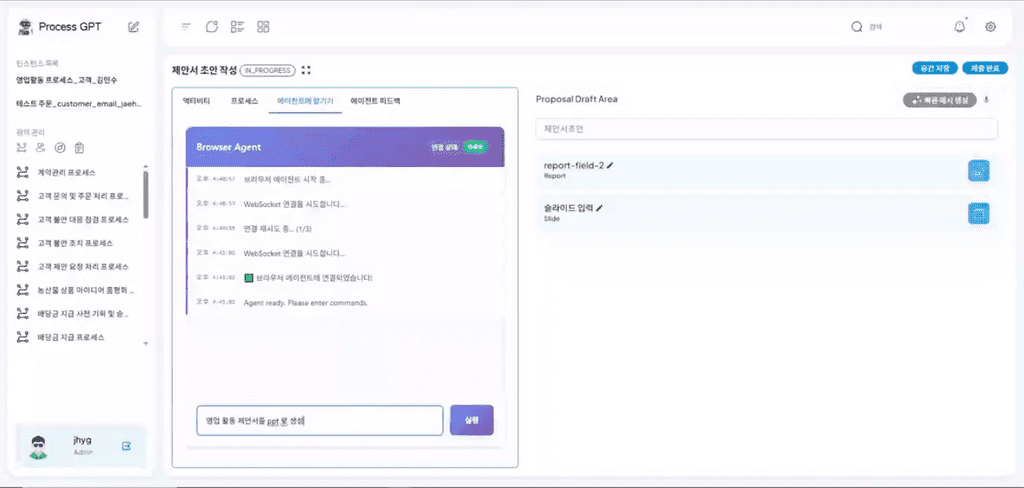 Process GPT
검색
인스턴스 목록
영업활동 프로세스_고객_김민수
테스트 주문_customer_email_jaeh...
정의 관리
계약관리 프로세스
고객 문의 및 주문 처리 프로...
고객 불만 대응 점검 프로세스
고객 불만 조치 프로세스
고객 제안 요청 처리 프로세스
농산물 상품 아이디어 품평회 ...
배당금 지급 사전 기획 및 승...
배당금 지급 프로세스
jhyg
Admin
제안서 초안 작성 IN_PROGRESS
중간 저장 제출 완료
액티비티 프로세스 에이전트에 맡기기 에이전트 피드백
Browser Agent 연결 상태:
오후 4:40:57 브라우저 에이전트 시작 중...
오후 4:40:57 WebSocket 연결을 시도합니다...
오후 4:40:59 연결 재시도 중... (1/3)
오후 4:41:02 WebSocket 연결을 시도합니다...
오후 4:41:02 브라우저 에이전트에 연결되었습니다!
오후 4:41:03 Agent ready. Please enter commands.
영업 활동 제안서를 ppt 로 생성
실행
Proposal Draft Area 빠른 예시 생성
제안서초안
report-field-2
Report
슬라이드 입력
Slide